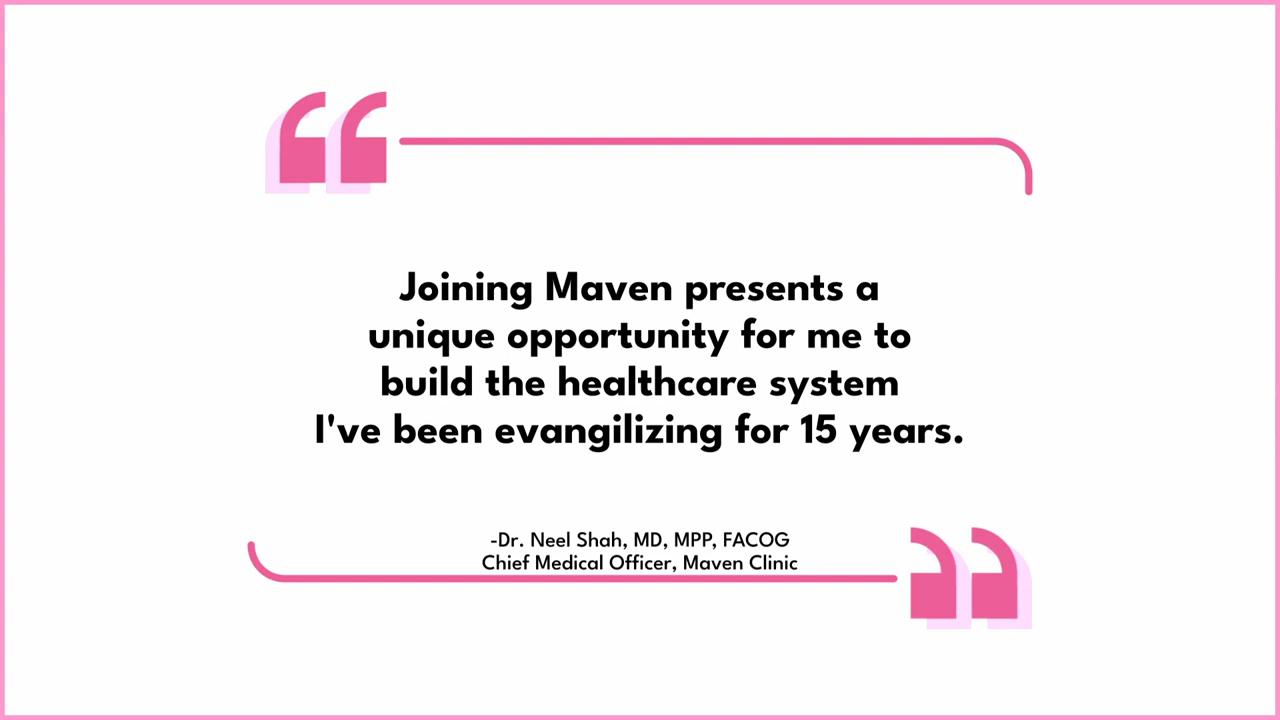 Joining Maven presents a
unique opportunity for me to
build the healthcare system
I've been evangilizing for 15 years.
-Dr. Neel Shah, MD, MPP, FACOG
Chief Medical Officer, Maven Clinic